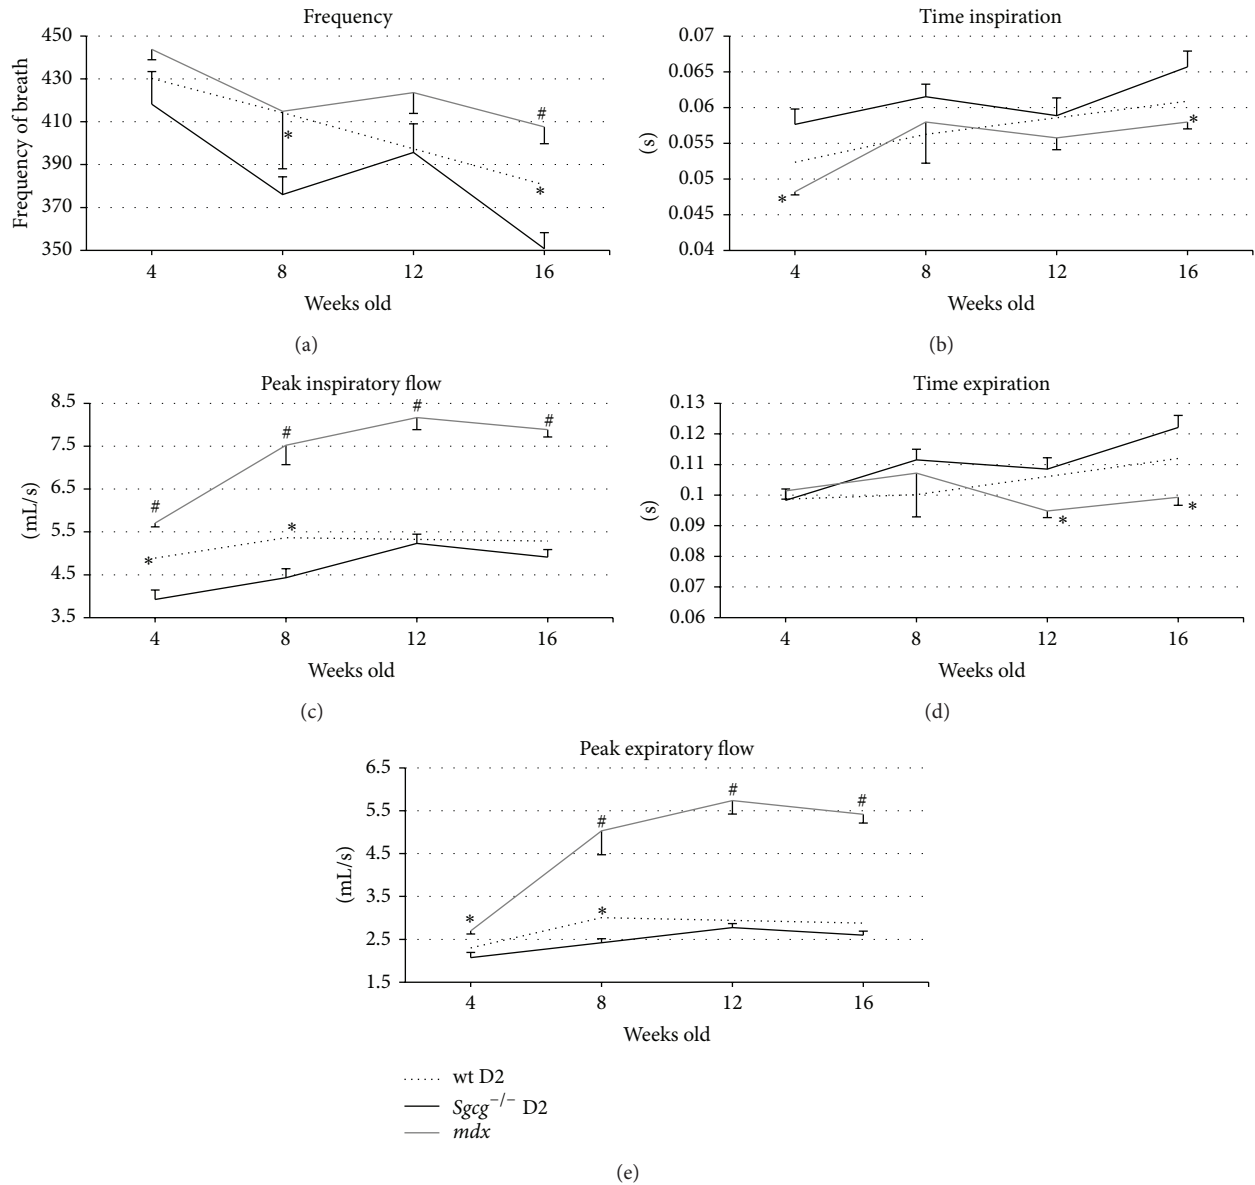 Frequency
450
430
410
390
370
350
Frequency of breath
*
#
*
4 8 12 16
Weeks old
(a)
Time inspiration
0.07
0.065
0.06
0.055
0.05
0.045
0.04
(s)
*
*
4 8 12 16
Weeks old
(b)
Peak inspiratory flow
8.5
7.5
6.5
5.5
4.5
3.5
(mL/s)
# # # #
* *
4 8 12 16
Weeks old
(c)
Time expiration
0.13
0.12
0.11
0.1
0.09
0.08
0.07
0.06
(s)
* *
4 8 12 16
Weeks old
(d)
Peak expiratory flow
6.5
5.5
4.5
3.5
2.5
1.5
(mL/s)
# # #
* *
4 8 12 16
Weeks old
wt D2
Sgcg⁻/⁻ D2
mdx
(e)